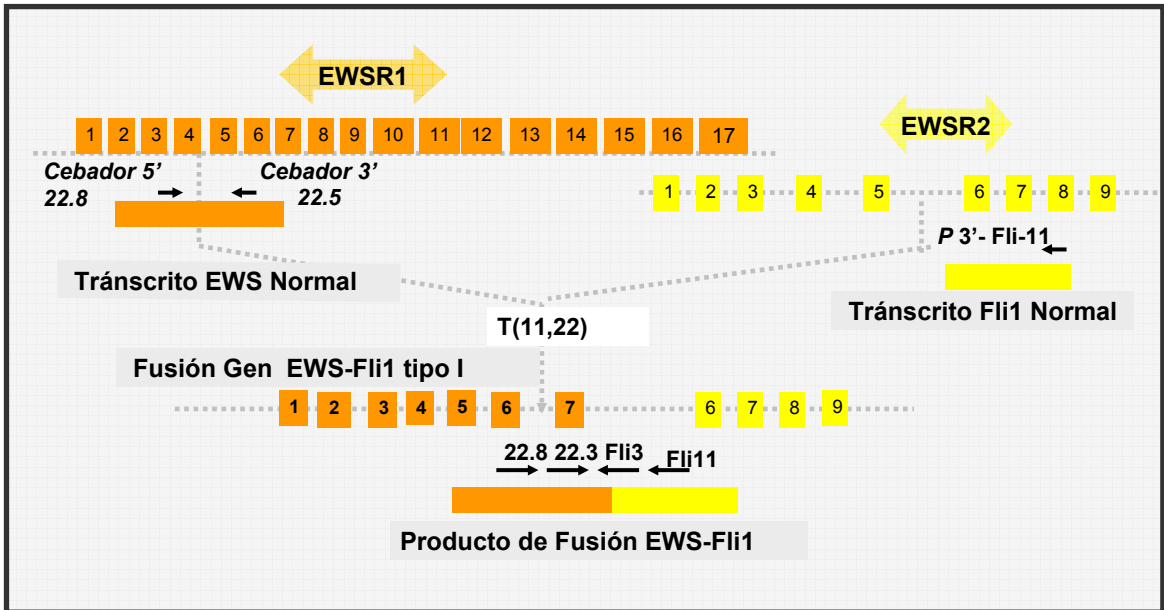 EWSR1
EWSR2
1 2 3 4 5 6 7 8 9 10 11 12 13 14 15 16 17
Cebador 5’
22.8
Cebador 3’
22.5
1 2 3 4 5 6 7 8 9
P 3’- Fli-11
Tránscrito EWS Normal
Tránscrito Fli1 Normal
T(11,22)
Fusión Gen EWS-Fli1 tipo I
1 2 3 4 5 6 7 6 7 8 9
22.8 22.3 Fli3 Fli11
Producto de Fusión EWS-Fli1